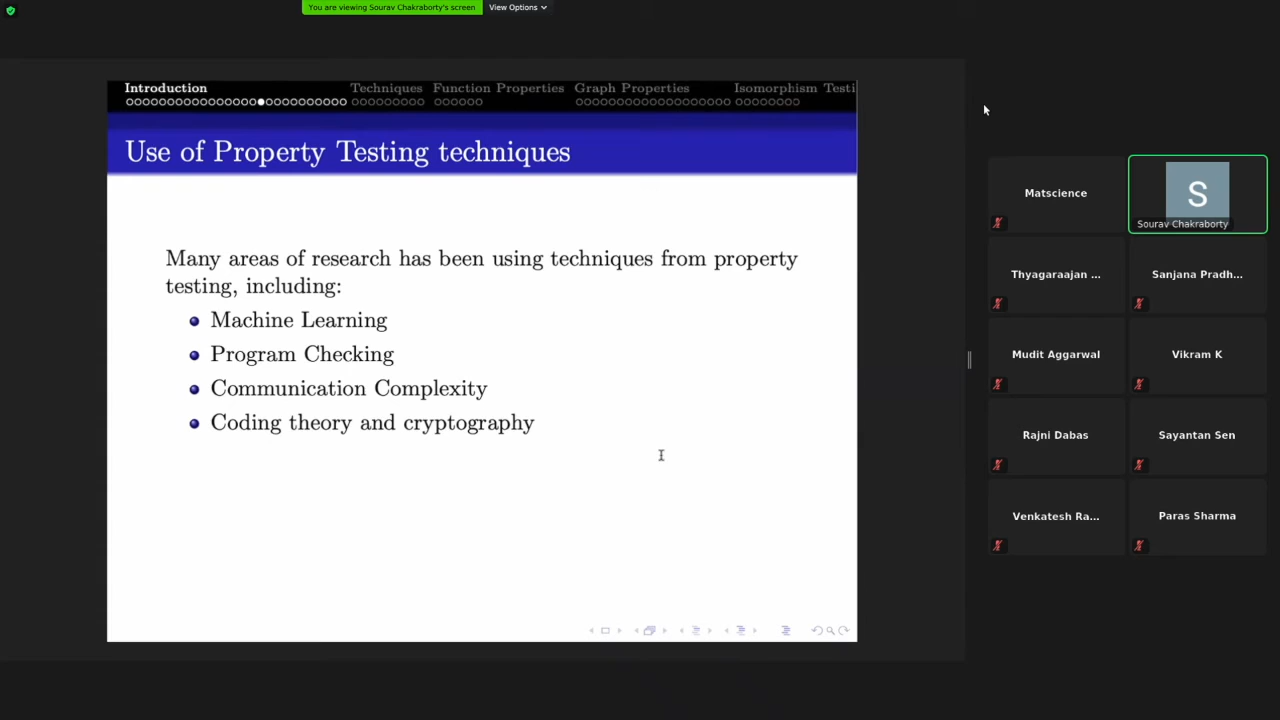 You are viewing Sourav Chakraborty's screen
View Options
Introduction
Techniques
Function Properties
Graph Properties
Isomorphism Testi
Use of Property Testing techniques
Many areas of research has been using techniques from property
testing, including:
Machine Learning
Program Checking
Communication Complexity
Coding theory and cryptography
Matscience
S
Sourav Chakraborty
Thyagaraajan ...
Sanjana Pradh...
Mudit Aggarwal
Vikram K
Rajni Dabas
Sayantan Sen
Venkatesh Ra...
Paras Sharma